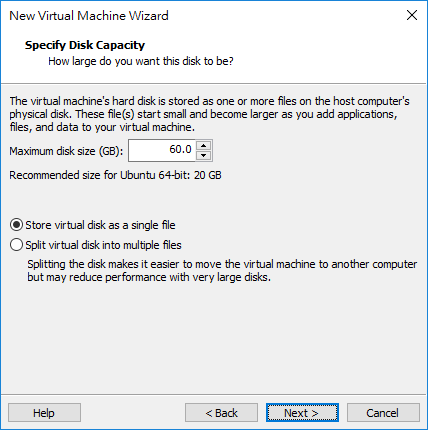 New Virtual Machine Wizard
Specify Disk Capacity
How large do you want this disk to be?
The virtual machine's hard disk is stored as one or more files on the host computer's
physical disk. These file(s) start small and become larger as you add applications,
files, and data to your virtual machine.
Maximum disk size (GB): 60.0
Recommended size for Ubuntu 64-bit: 20 GB
Store virtual disk as a single file
Split virtual disk into multiple files
Splitting the disk makes it easier to move the virtual machine to another computer
but may reduce performance with very large disks.
Help < Back Next > Cancel